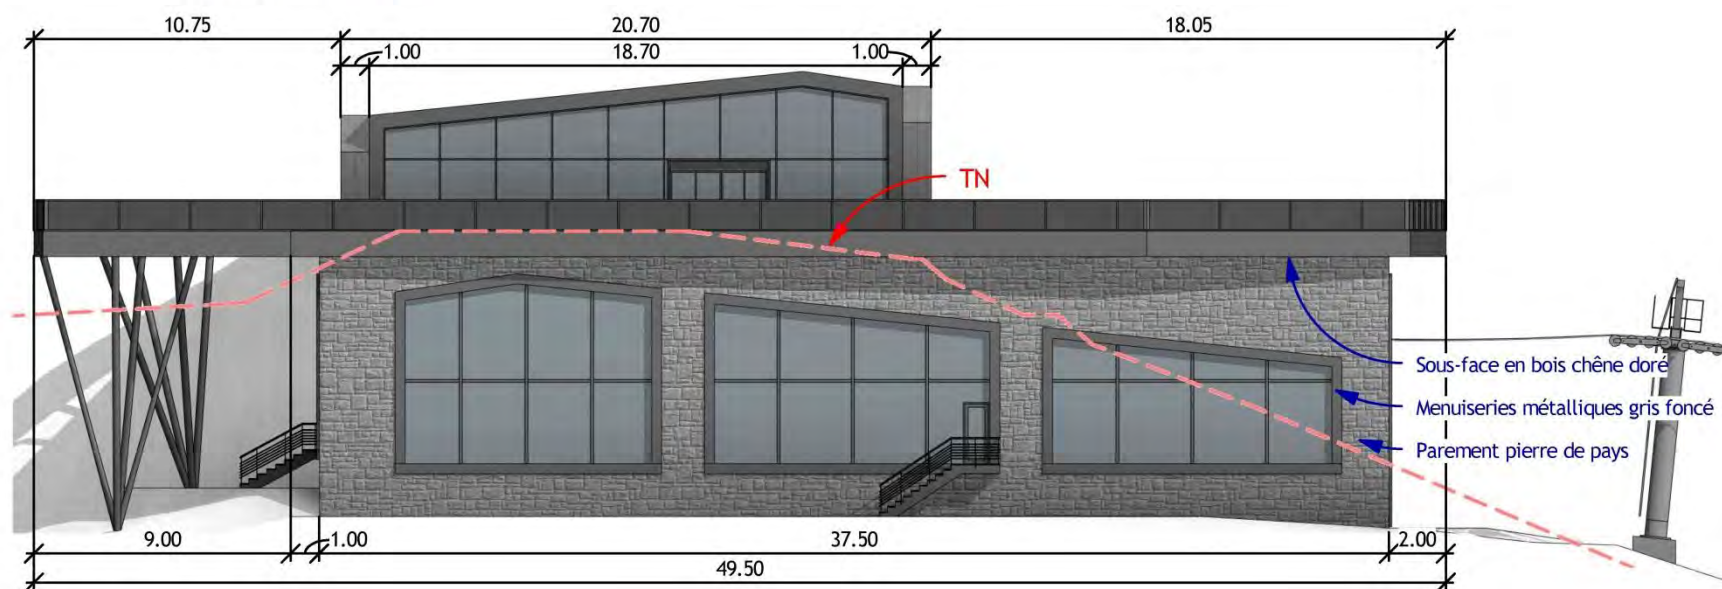 10.75 20.70 18.05
1.00 18.70 1.00
TN
Sous-face en bois chêne doré
Menuiseries métalliques gris foncé
Parement pierre de pays
9.00 1.00 37.50 2.00
49.50